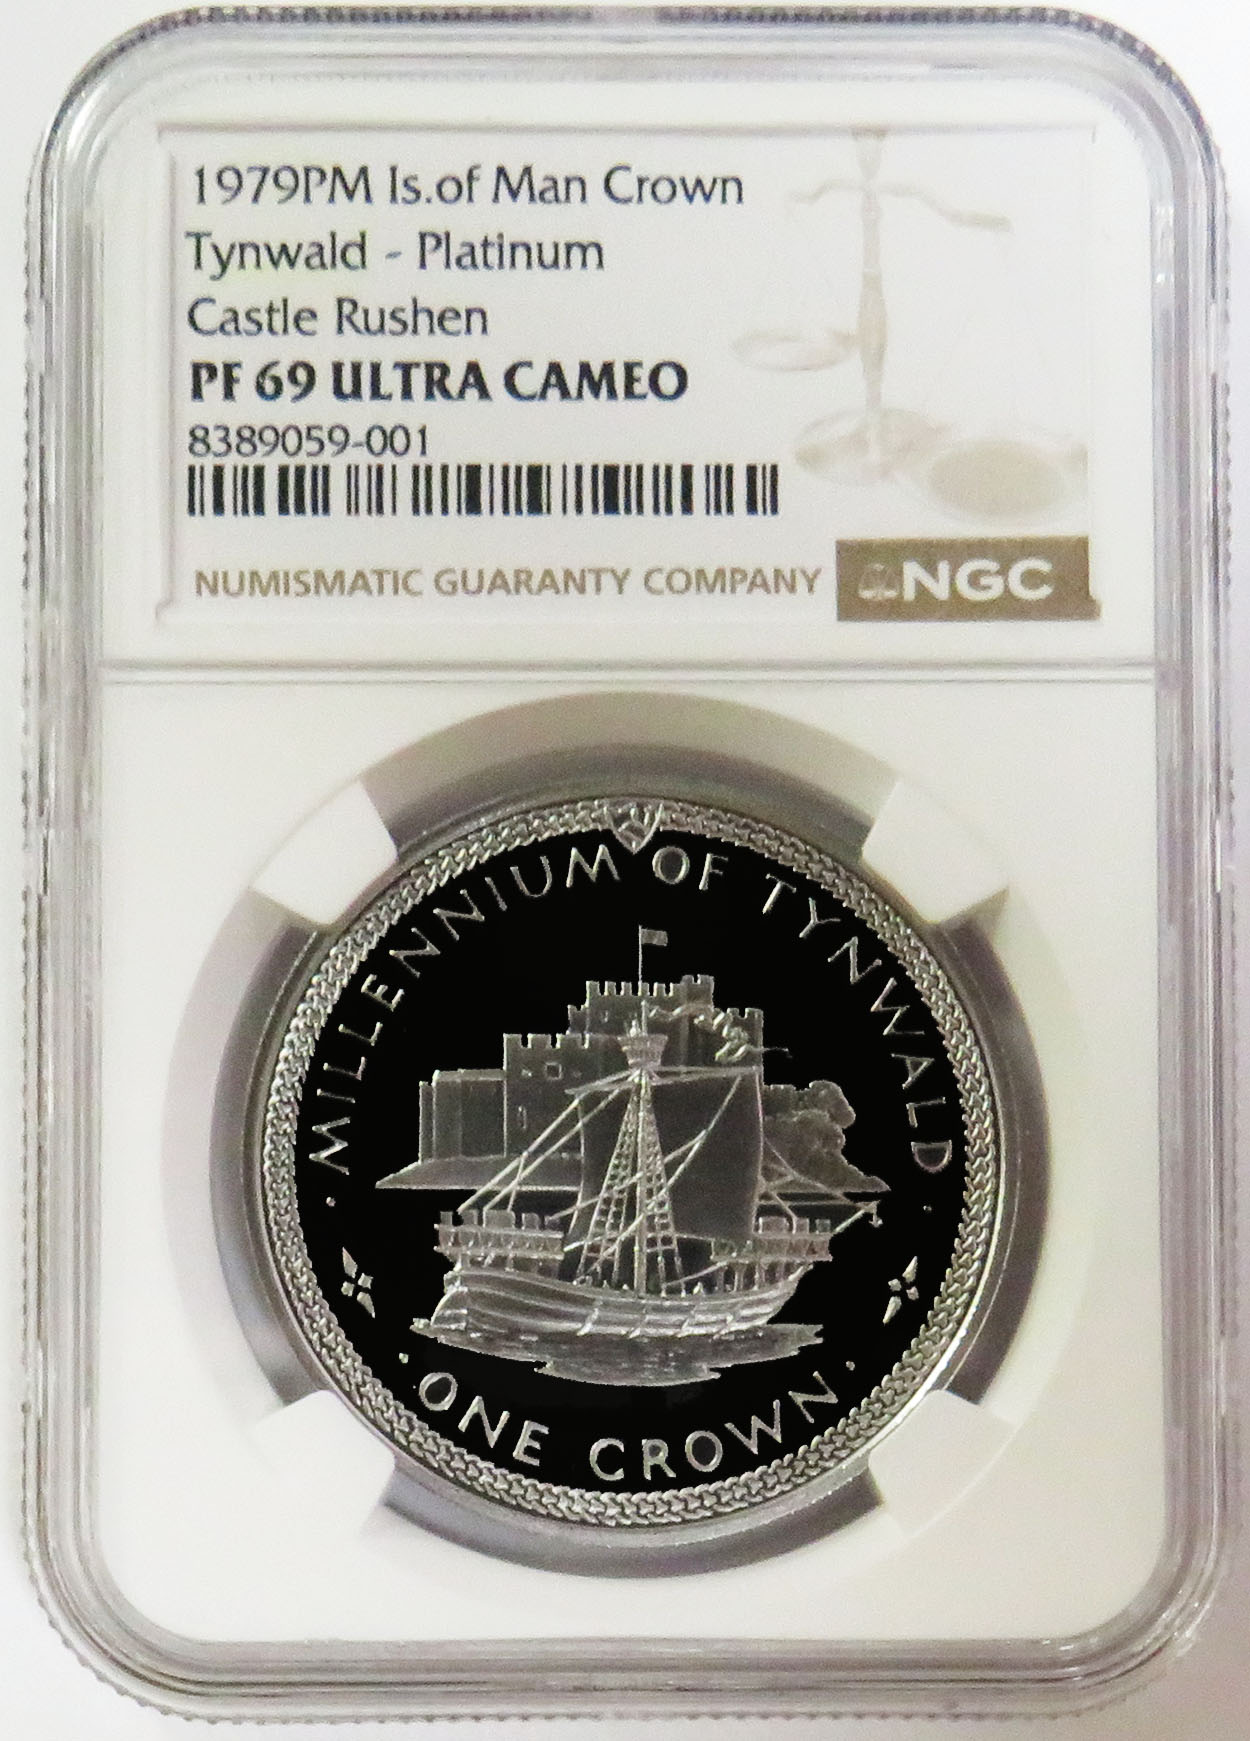 1979PM Is.of Man Crown
Tynwald - Platinum
Castle Rushen
PF 69 ULTRA CAMEO
8389059-001
NUMISMATIC GUARANTY COMPANY NGC
· MILLENNIUM OF TYNWALD ·
· ONE CROWN ·